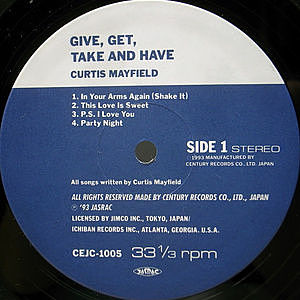 GIVE, GET,
TAKE AND HAVE
CURTIS MAYFIELD
1. In Your Arms Again (Shake It)
2. This Love Is Sweet
3. P.S. I Love You
4. Party Night
SIDE 1 STEREO
©1993 MANUFACTURED BY
CENTURY RECORDS CO., LTD. JAPAN
All songs written by Curtis Mayfield
ALL RIGHTS RESERVED MADE BY CENTURY RECORDS CO., LTD., JAPAN
℗ '93 JASRAC
LICENSED BY JIMCO INC., TOKYO, JAPAN/
ICHIBAN RECORDS INC., ATLANTA, GEORGIA. U.S.A.
CEJC-1005 33 1/3 rpm
JASRAC